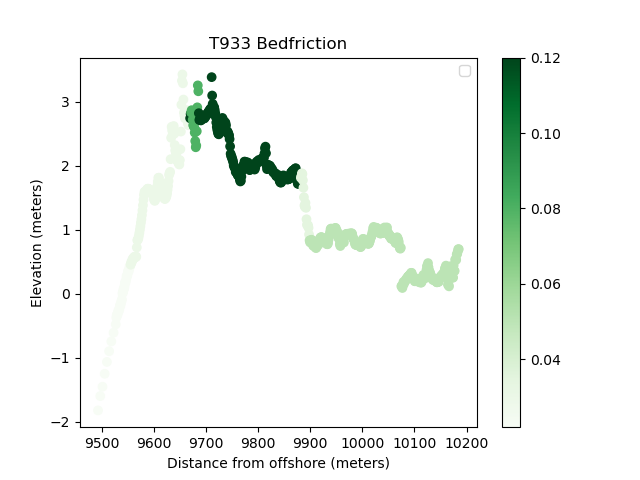 T933 Bedfriction
Elevation (meters)
3
2
1
0
−1
−2
9500 9600 9700 9800 9900 10000 10100 10200
Distance from offshore (meters)
0.12
0.10
0.08
0.06
0.04